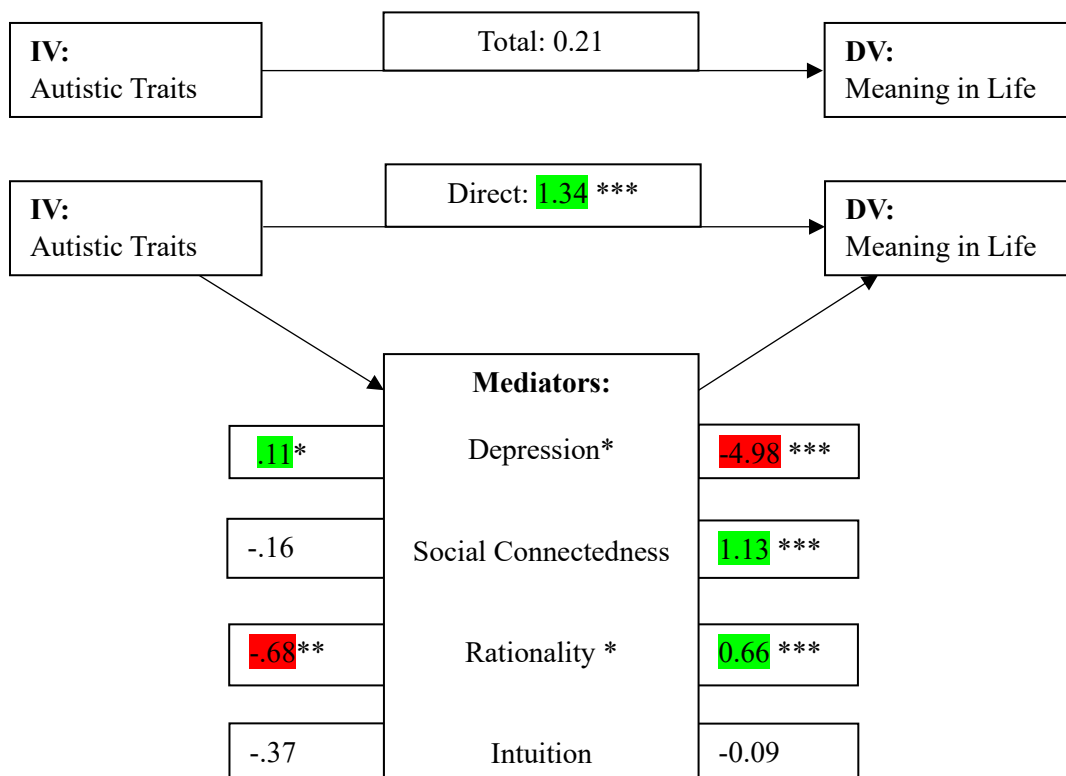 Total: 0.21
IV:
Autistic Traits
DV:
Meaning in Life
Direct: 1.34 ***
IV:
Autistic Traits
DV:
Meaning in Life
Mediators:
.11* Depression* -4.98 ***
-.16 Social Connectedness 1.13 ***
-.68** Rationality * 0.66 ***
-.37 Intuition -0.09